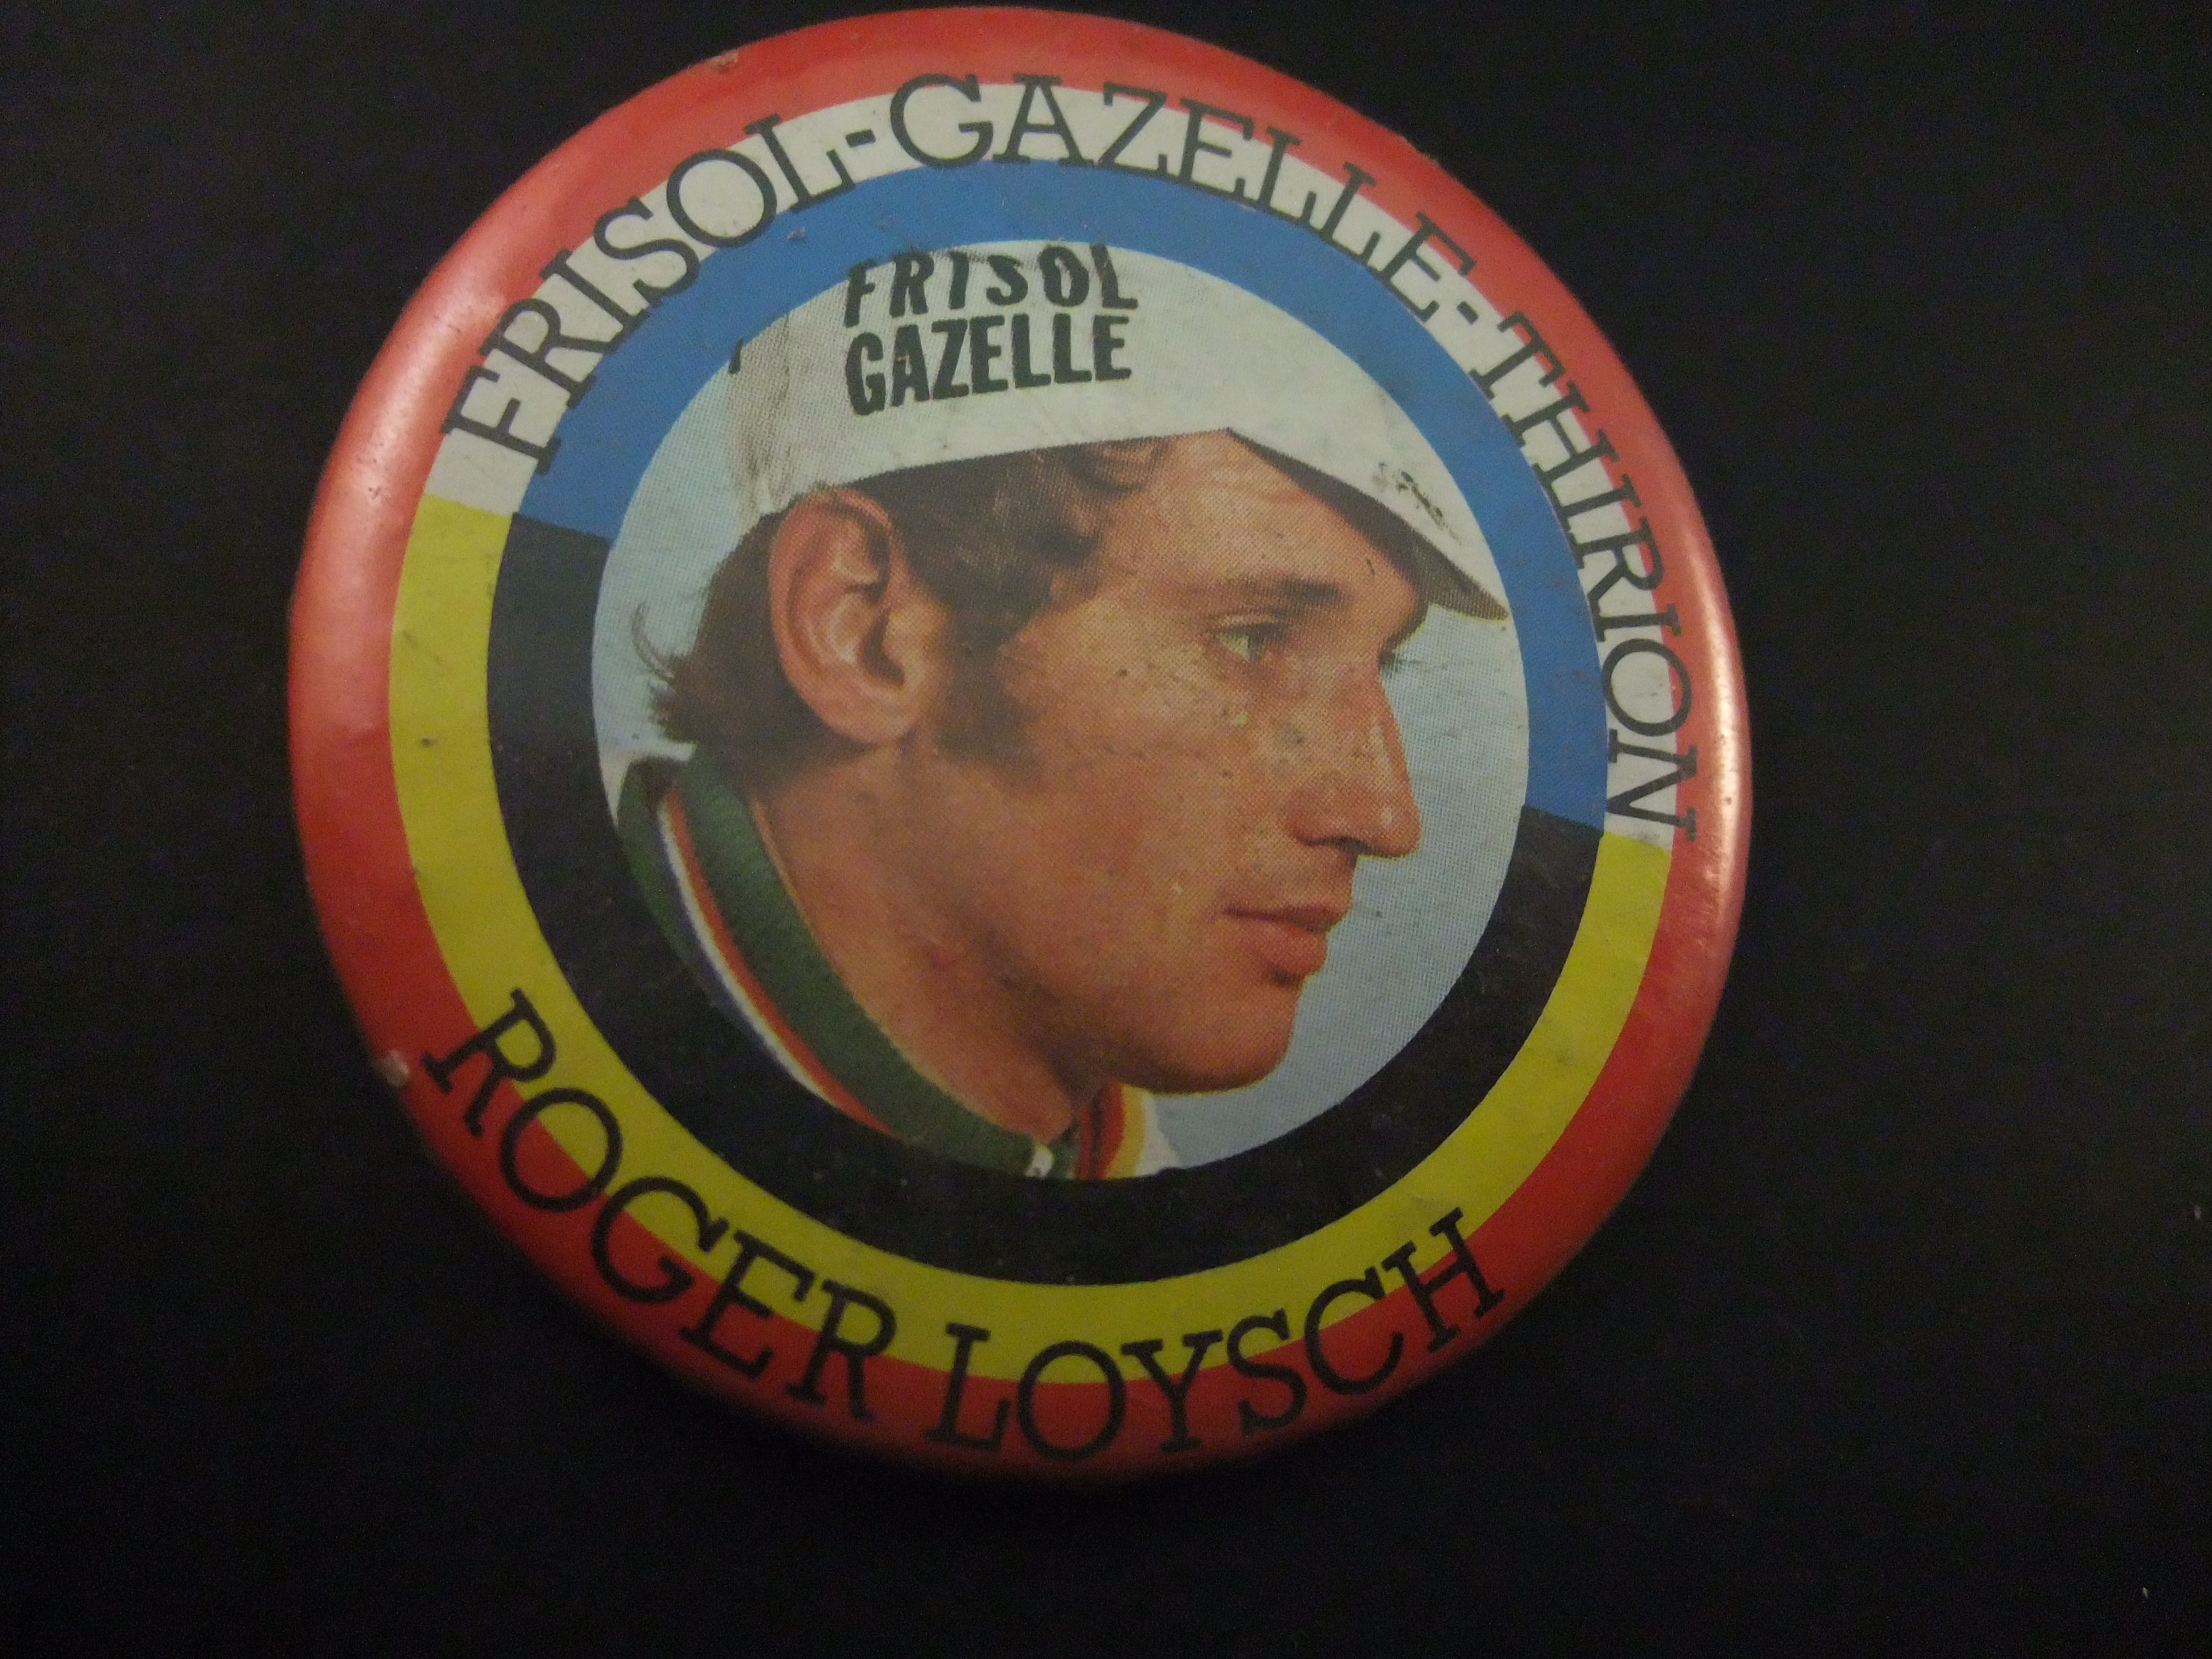 FRISOL-GAZELLE-THIRION
FRISOL
GAZELLE
ROGER LOYSCH